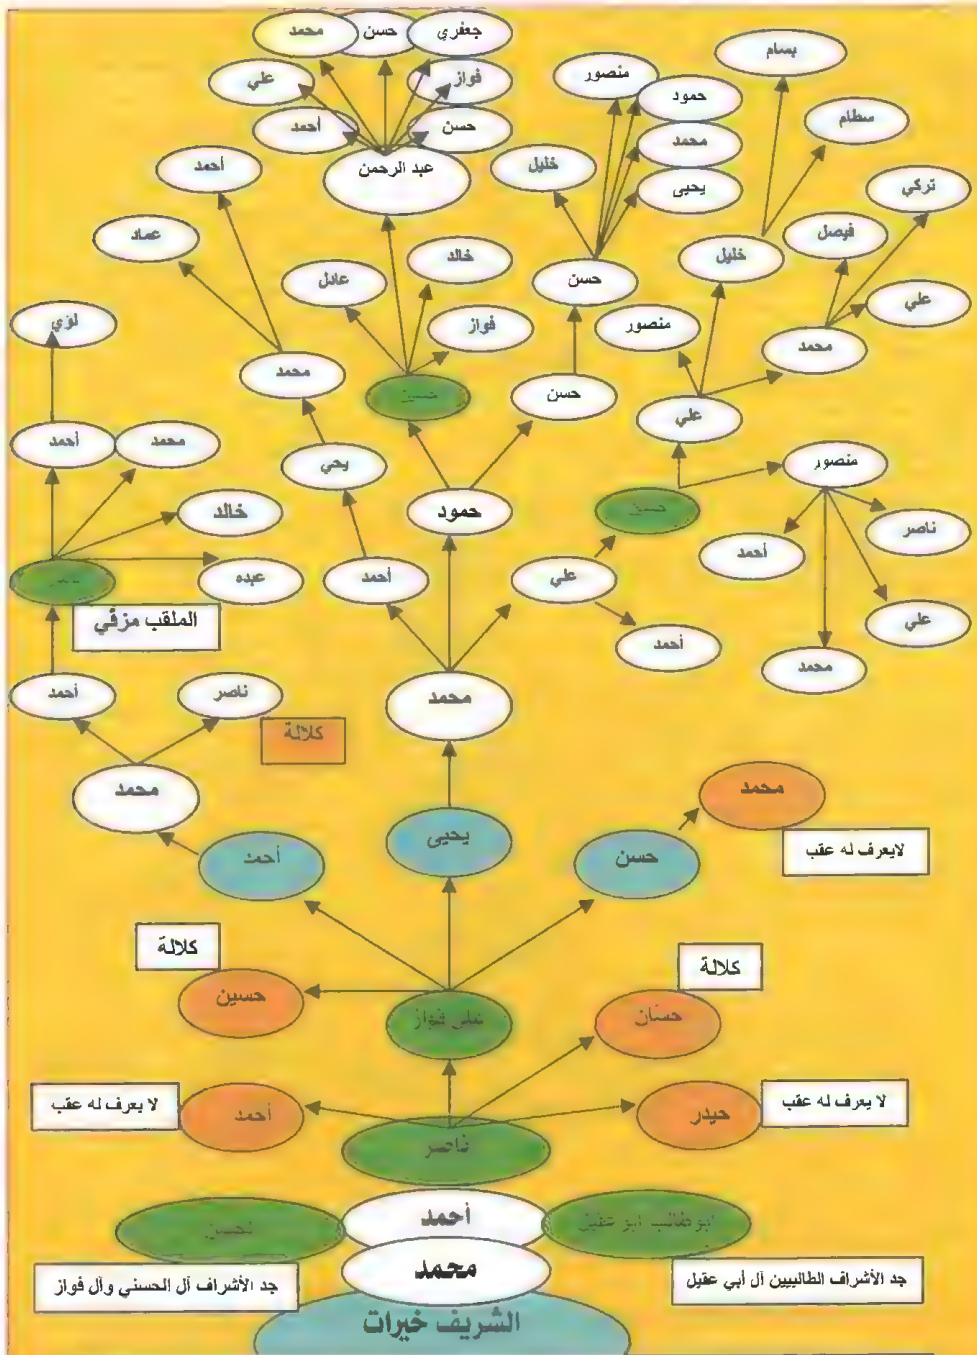 جعفري
حسن
محمد
بسام
فواز
علي
منصور
حمود
سطام
حسن
أحمد
محمد
أحمد
عبد الرحمن
خليل
يحيى
تركي
عماد
خالد
عادل
حسن
خليل
فيصل
علي
لؤي
فواز
منصور
محمد
محمد
حسن
علي
أحمد
محمد
يحي
منصور
خالد
حمود
ناصر
أحمد
عبده
أحمد
علي
الملقب مزقي
علي
أحمد
محمد
أحمد
ناصر
محمد
كلالة
محمد
محمد
يحيى
لايعرف له عقب
أحمد
حسن
كلالة
كلالة
حسين
علي فواز
حسان
لا يعرف له عقب
أحمد
حيدر
لا يعرف له عقب
ناصر
أحمد
ابوطالب ابو عقيل
محمد
جد الأشراف الطالبيين آل أبي عقيل
جد الأشراف آل الحسني وآل فواز
الشريف خيرات